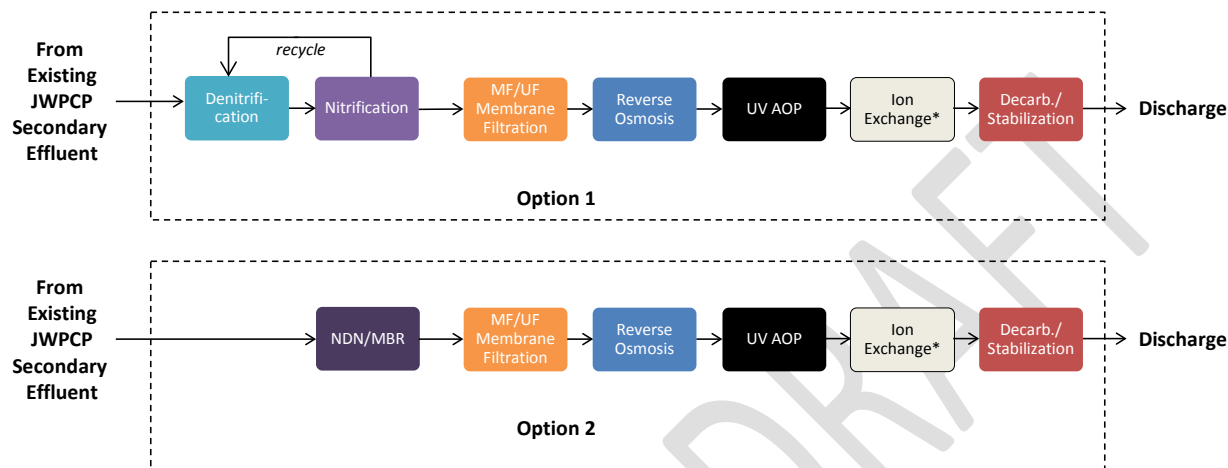 From
Existing
JWPCP
Secondary
Effluent
recycle
Denitrifi-
cation
Nitrification
MF/UF
Membrane
Filtration
Reverse
Osmosis
UV AOP
Ion
Exchange*
Decarb./
Stabilization
Discharge
Option 1
From
Existing
JWPCP
Secondary
Effluent
NDN/MBR
MF/UF
Membrane
Filtration
Reverse
Osmosis
UV AOP
Ion
Exchange*
Decarb./
Stabilization
Discharge
Option 2
DRAFT